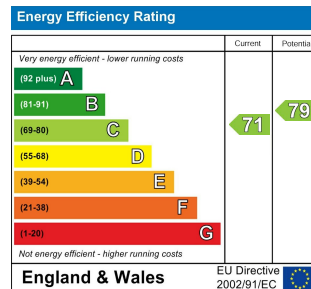 Energy Efficiency Rating
Current Potentia
Very energy efficient - lower running costs
(92 plus) A
(81-91) B
(69-80) C
(55-68) D
(39-54) E
(21-38) F
(1-20) G
71
79
Not energy efficient - higher running costs
England & Wales
EU Directive
2002/91/EC